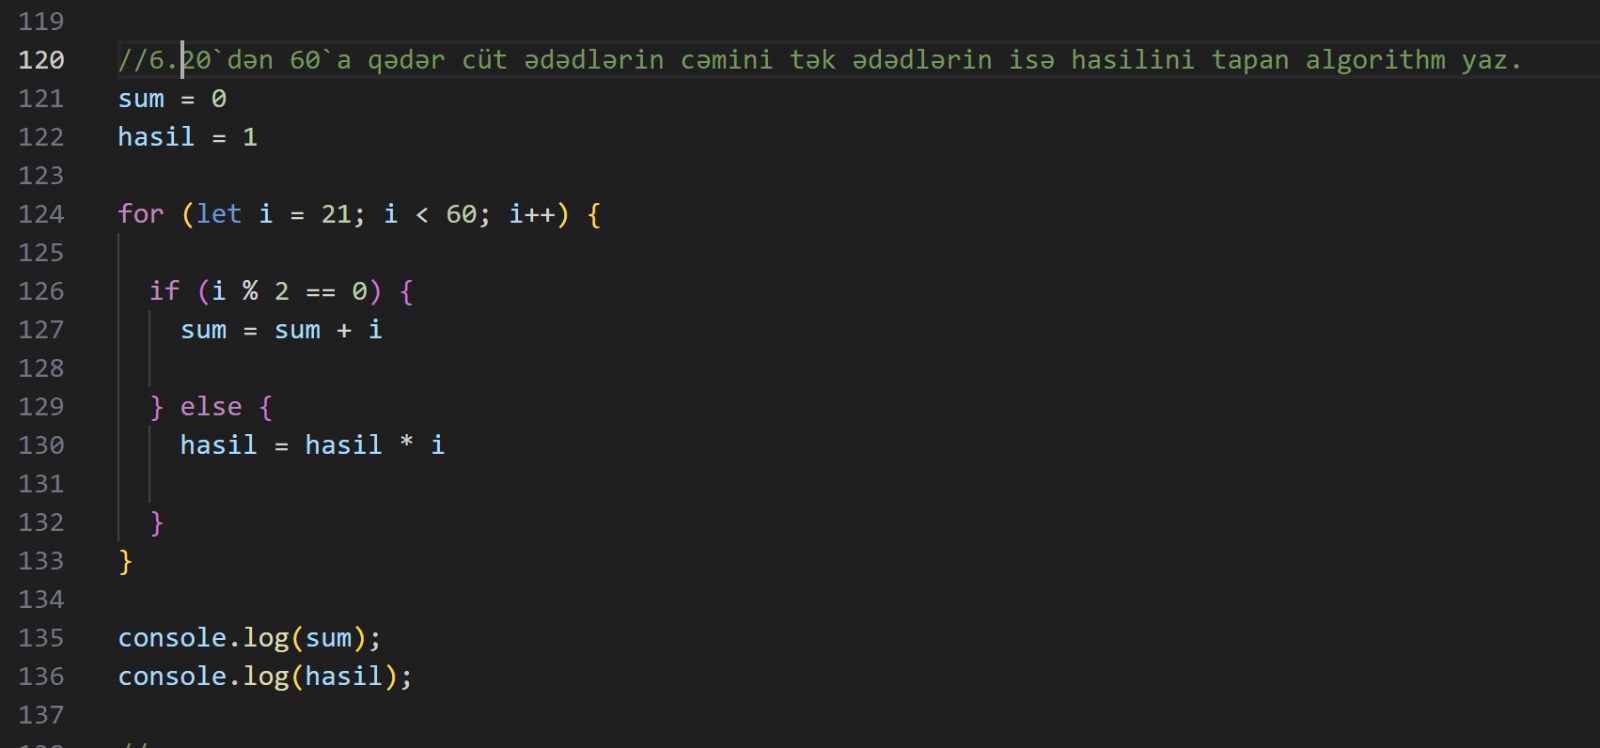 119
120 //6.20`dən 60`a qədər cüt ədədlərin cəmini tək ədədlərin isə hasilini tapan algorithm yaz.
121 sum = 0
122 hasil = 1
123
124 for (let i = 21; i < 60; i++) {
125
126 if (i % 2 == 0) {
127 sum = sum + i
128
129 } else {
130 hasil = hasil * i
131
132 }
133 }
134
135 console.log(sum);
136 console.log(hasil);
137